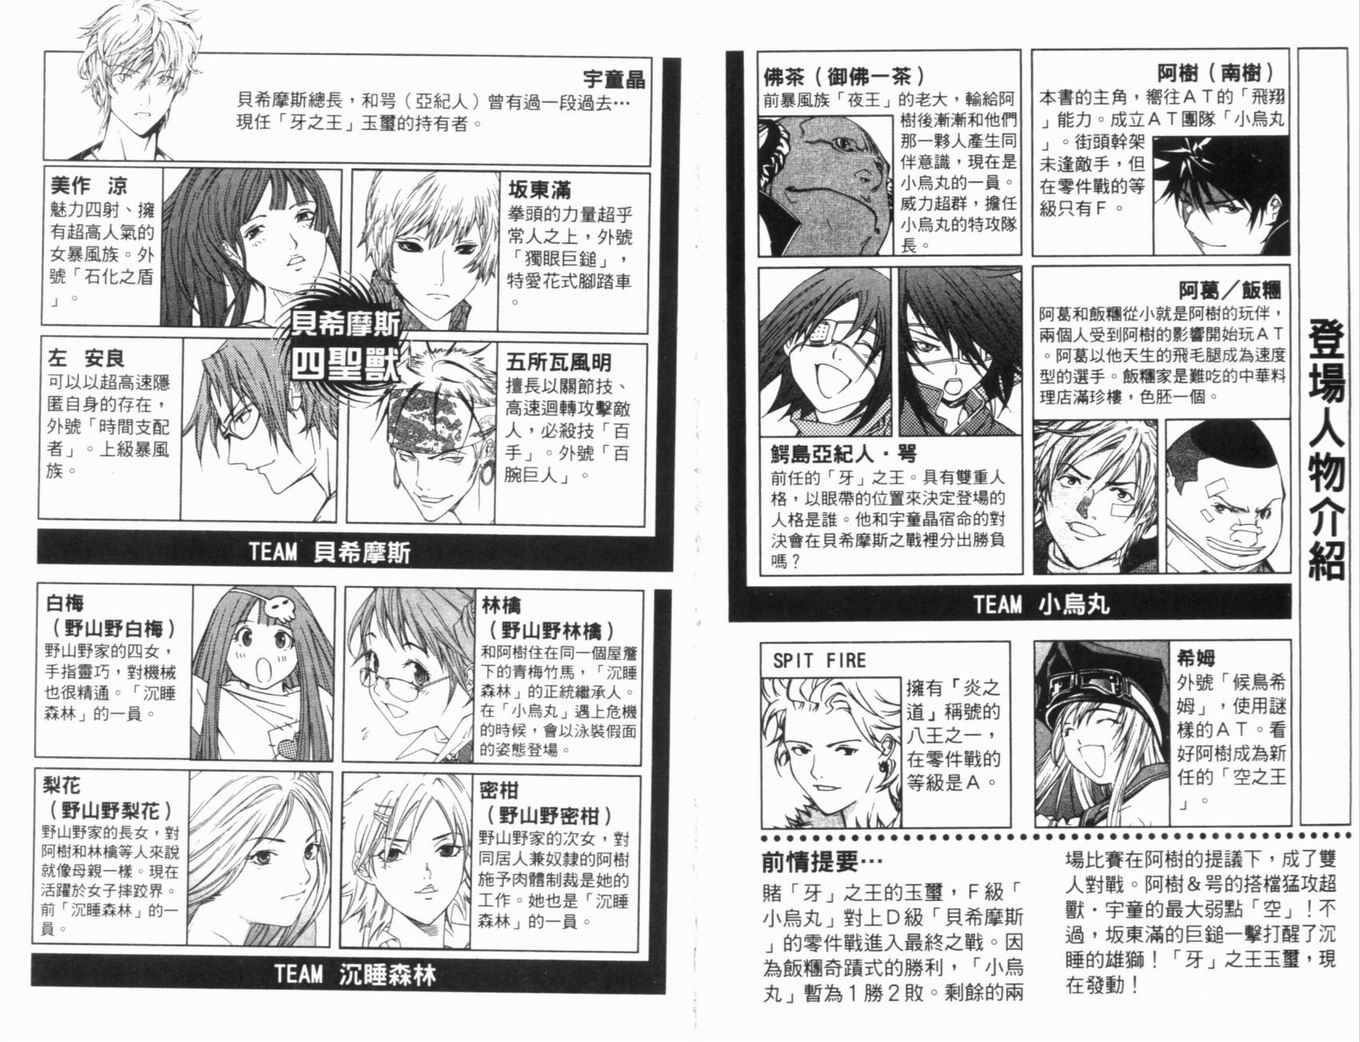 登場人物介紹
阿樹（南樹）
本書的主角，嚮往ＡＴ的「飛翔
」能力。成立ＡＴ團隊「小烏丸
」。街頭幹架
未逢敵手，但
在零件戰的等
級只有Ｆ。
佛茶（御佛一茶）
前暴風族「夜王」的老大，輸給阿
樹後漸漸和他們
那一夥人產生同
伴意識，現在是
小烏丸的一員。
威力超群，擔任
小烏丸的特攻隊
長。
阿葛／飯糰
阿葛和飯糰從小就是阿樹的玩伴，
兩個人受到阿樹的影響開始玩ＡＴ
。阿葛以他天生的飛毛腿成為速度
型的選手。飯糰家是難吃的中華料
理店滿珍樓，色胚一個。
鰐島亞紀人・咢
前任的「牙」之王。具有雙重人
格，以眼帶的位置來決定登場的
人格是誰。他和宇童晶宿命的對
決會在貝希摩斯之戰裡分出勝負
嗎？
TEAM 小烏丸
希姆
外號「候鳥希
姆」，使用謎
樣的ＡＴ。看
好阿樹成為新
任的「空之王
」。
SPIT FIRE
擁有「炎之
道」稱號的
八王之一，
在零件戰的
等級是Ａ。
前情提要…
賭「牙」之王的玉璽，Ｆ級「
小烏丸」對上Ｄ級「貝希摩斯
」的零件戰進入最終之戰。因
為飯糰奇蹟式的勝利，「小烏
丸」暫為１勝２敗。剩餘的兩
場比賽在阿樹的提議下，成了雙
人對戰。阿樹＆咢的搭檔猛攻超
獸・宇童的最大弱點「空」！不
過，坂東滿的巨鎚一擊打醒了沉
睡的雄獅！「牙」之王玉璽，現
在發動！
宇童晶
貝希摩斯總長，和咢（亞紀人）曾有過一段過去…
現任「牙之王」玉璽的持有者。
坂東滿
拳頭的力量超乎
常人之上，外號
「獨眼巨鎚」，
特愛花式腳踏車
。
美作　涼
魅力四射、擁
有超高人氣的
女暴風族。外
號「石化之盾
」。
貝希摩斯
四聖獸
五所瓦風明
擅長以關節技、
高速迴轉攻擊敵
人，必殺技「百
手」。外號「百
腕巨人」。
左　安良
可以以超高速隱
匿自身的存在，
外號「時間支配
者」。上級暴風
族。
TEAM 貝希摩斯
林檎
（野山野林檎）
和阿樹住在同一個屋簷
下的青梅竹馬，「沉睡
森林」的正統繼承人。
在「小烏丸」遇上危機
的時候，會以泳裝假面
的姿態登場。
白梅
（野山野白梅）
野山野家的四女，
手指靈巧，對機械
也很精通。「沉睡
森林」的一員。
密柑
（野山野密柑）
野山野家的次女，對
同居人兼奴隸的阿樹
施予肉體制裁是她的
工作。她也是「沉睡
森林」的一員。
梨花
（野山野梨花）
野山野家的長女，對
阿樹和林檎等人來說
就像母親一樣。現在
活躍於女子摔跤界。
前「沉睡森林」的一
員。
TEAM 沉睡森林